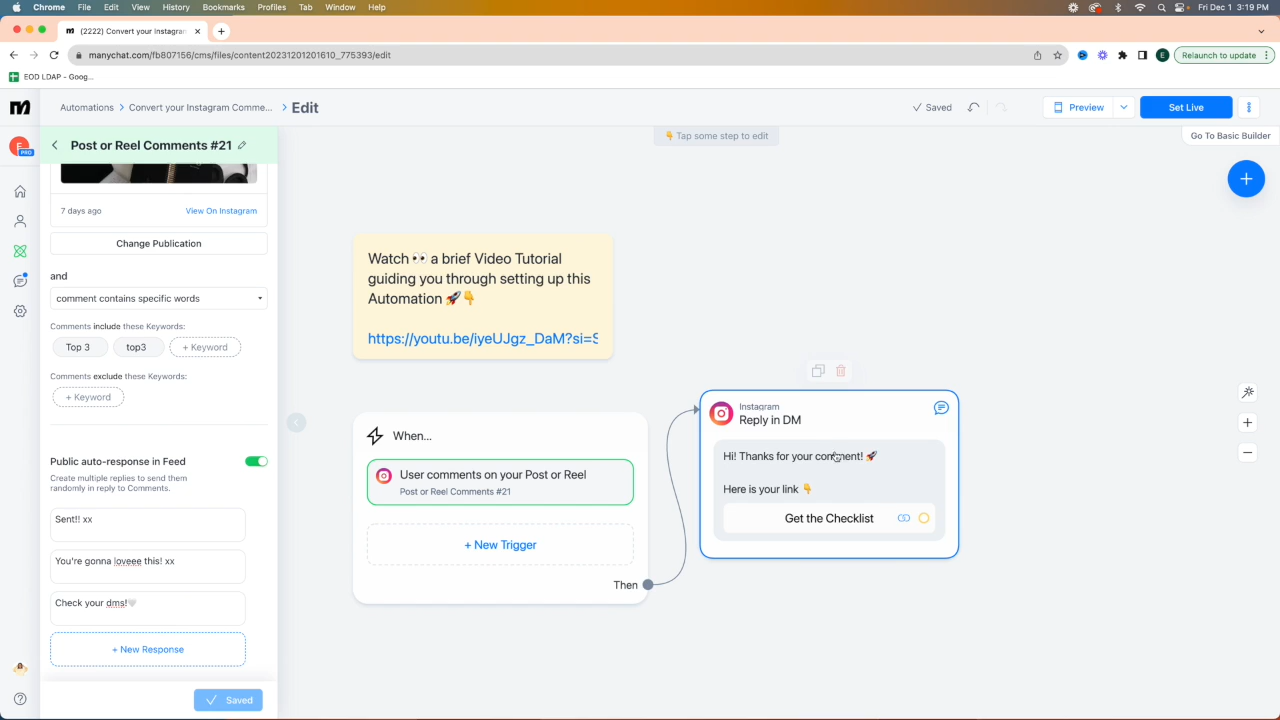 Chrome File Edit View History Bookmarks Profiles Tab Window Help
Fri Dec 1 3:19 PM
(2222) Convert your Instagram
manychat.com/fb807156/cms/files/content20231201201610_775393/edit
E
Relaunch to update
EOD LDAP - Goog...
Automations > Convert your Instagram Comme... > Edit
Saved
Preview
Set Live
PRO
Post or Reel Comments #21
Tap some step to edit
Go To Basic Builder
7 days ago
View On Instagram
Change Publication
and
comment contains specific words
Comments include these Keywords:
Top 3
top3
+ Keyword
Comments exclude these Keywords:
+ Keyword
Public auto-response in Feed
Create multiple replies to send them
randomly in reply to Comments.
Sent!! xx
You're gonna loveee this! xx
Check your dms!🤍
+ New Response
Saved
Watch 👀 a brief Video Tutorial
guiding you through setting up this
Automation 🚀👇
https://youtu.be/iyeUJgz_DaM?si=S
When...
User comments on your Post or Reel
Post or Reel Comments #21
+ New Trigger
Then
Instagram
Reply in DM
Hi! Thanks for your comment! 🚀
Here is your link 👇
Get the Checklist